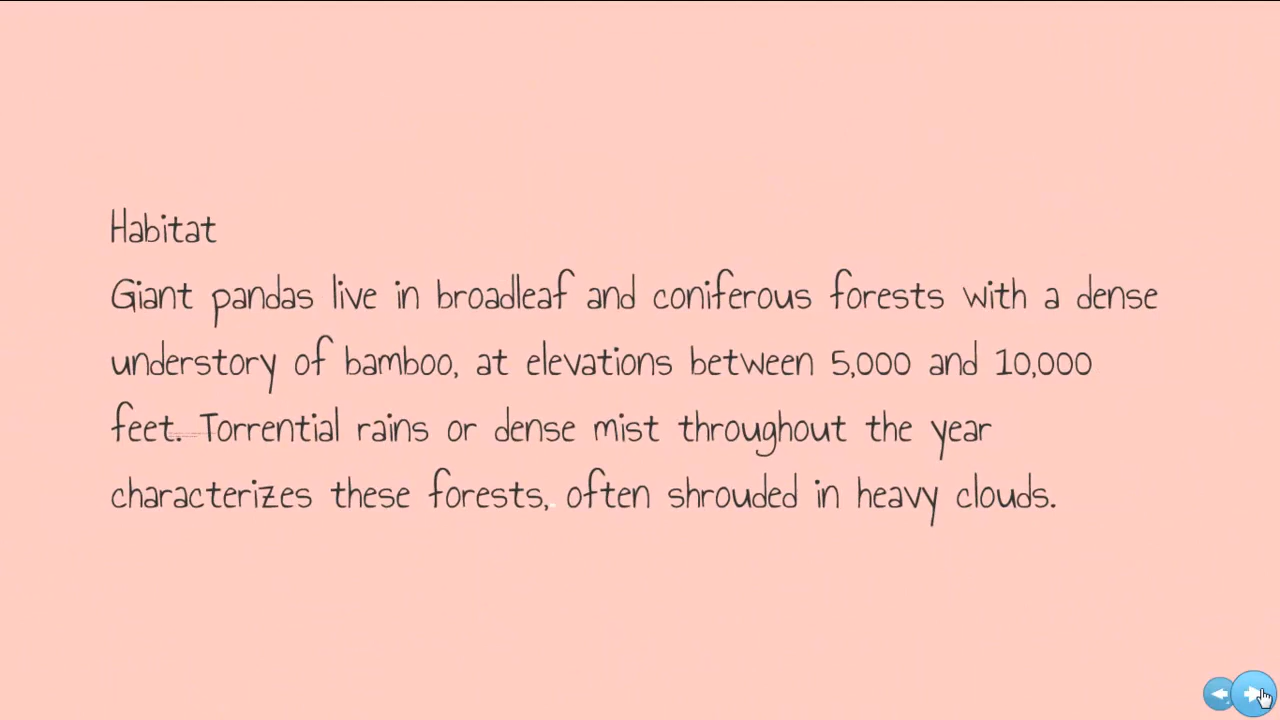 Habitat
Giant pandas live in broadleaf and coniferous forests with a dense
understory of bamboo, at elevations between 5,000 and 10,000
feet. Torrential rains or dense mist throughout the year
characterizes these forests, often shrouded in heavy clouds.